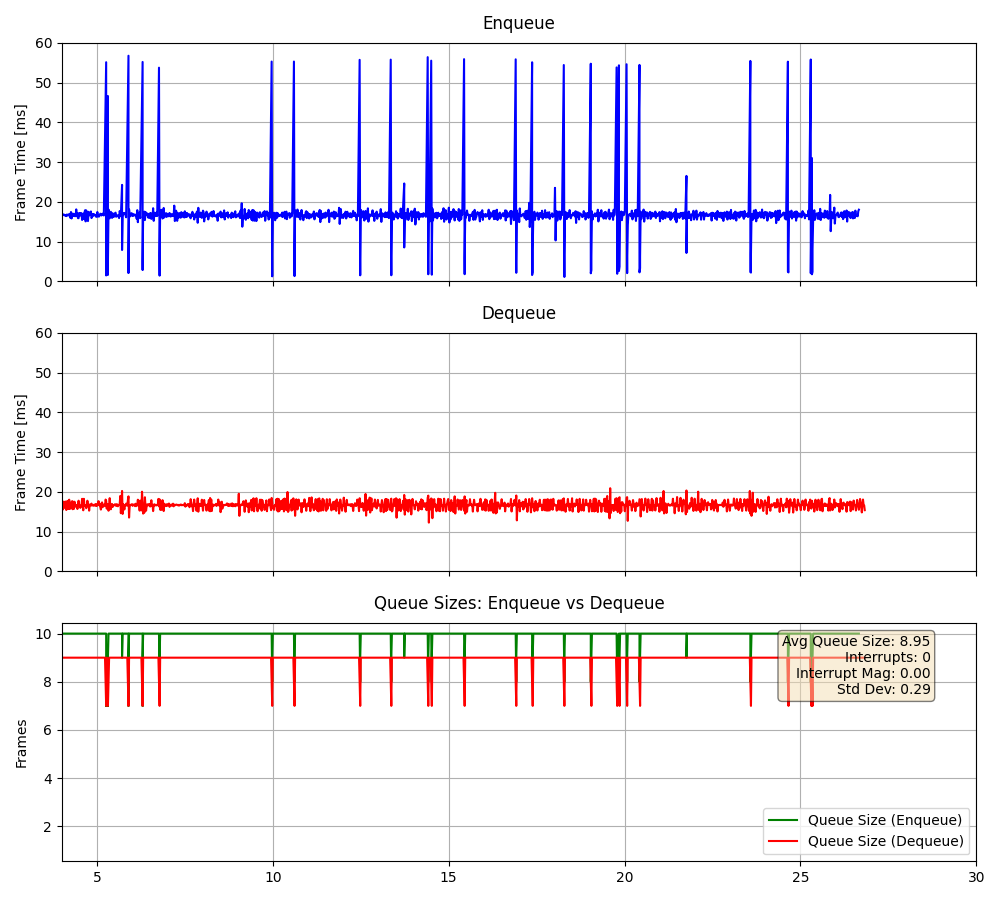 Enqueue
60
50
40
30
20
10
0
Frame Time [ms]
Dequeue
60
50
40
30
20
10
0
Frame Time [ms]
Queue Sizes: Enqueue vs Dequeue
10
8
6
4
2
Frames
Avg Queue Size: 8.95
Interrupts: 0
Interrupt Mag: 0.00
Std Dev: 0.29
Queue Size (Enqueue)
Queue Size (Dequeue)
5 10 15 20 25 30